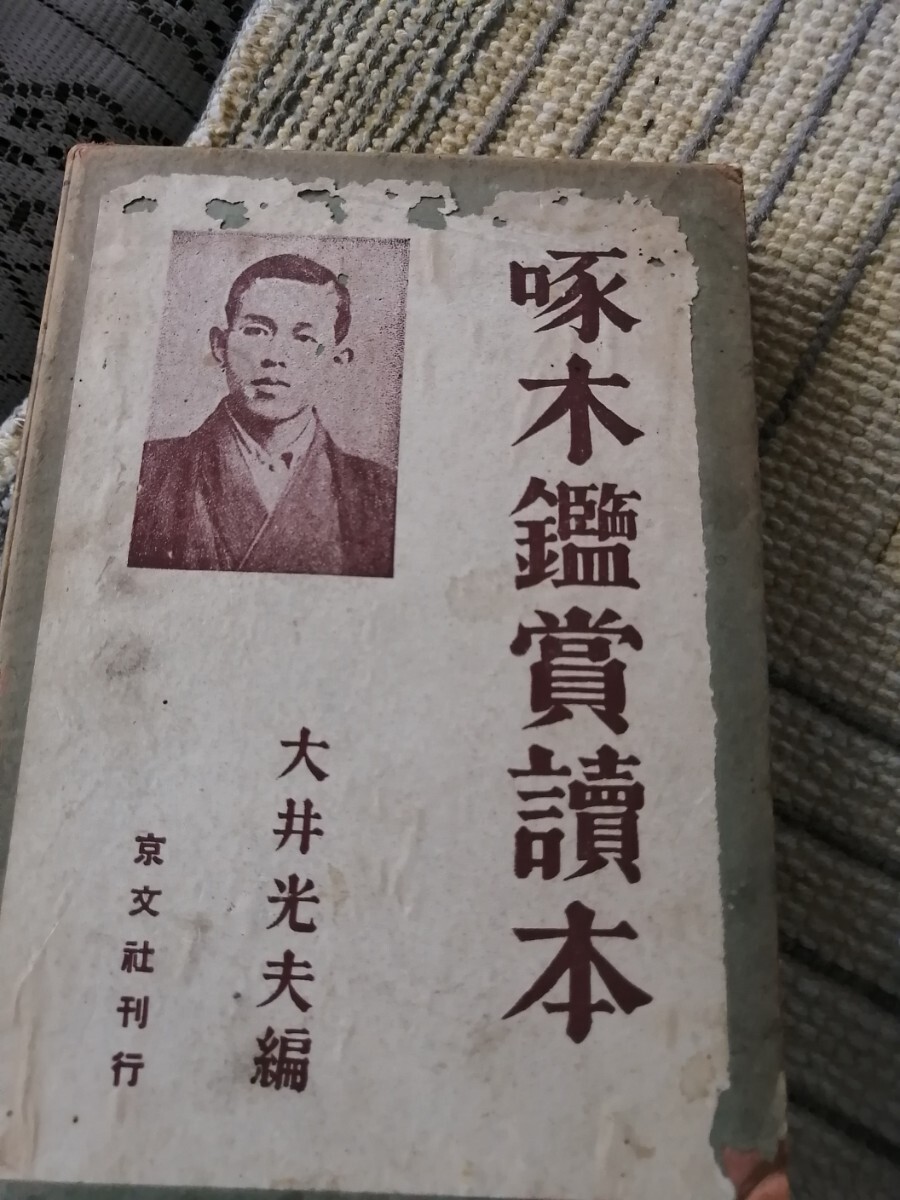 啄木鑑賞讀本
大井光夫編
京文社刊行